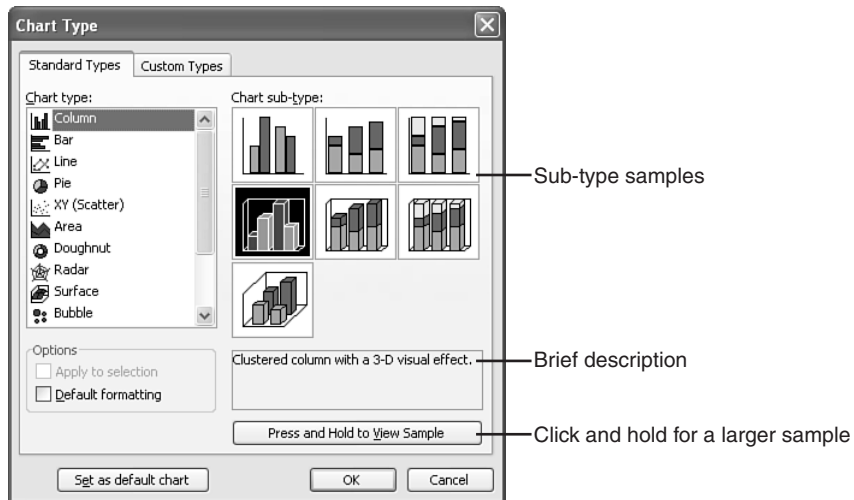 Chart Type
Standard Types
Custom Types
Chart type:
Column
Bar
Line
Pie
XY (Scatter)
Area
Doughnut
Radar
Surface
Bubble
Chart sub-type:
Sub-type samples
Options
Apply to selection
Default formatting
Clustered column with a 3-D visual effect.
Brief description
Press and Hold to View Sample
Click and hold for a larger sample
Set as default chart
OK
Cancel